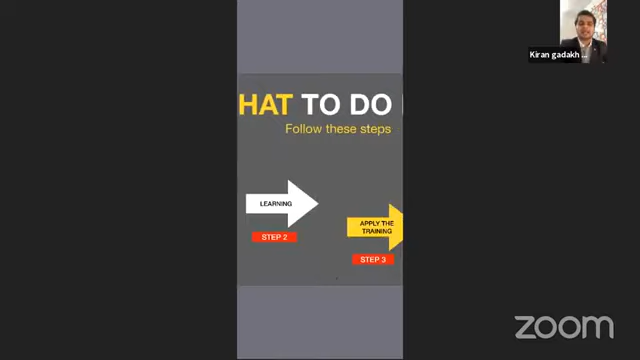 Kiran gadakh ...
HAT TO DO
Follow these steps
LEARNING
STEP 2
APPLY THE
TRAINING
STEP 3
zoom